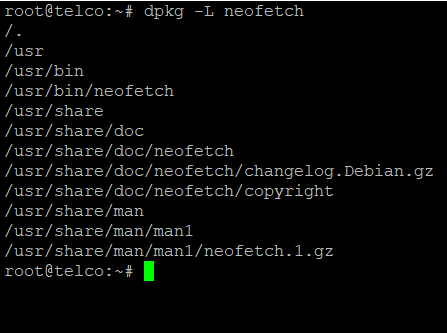 root@telco:~# dpkg -L neofetch
/.
/usr
/usr/bin
/usr/bin/neofetch
/usr/share
/usr/share/doc
/usr/share/doc/neofetch
/usr/share/doc/neofetch/changelog.Debian.gz
/usr/share/doc/neofetch/copyright
/usr/share/man
/usr/share/man/man1
/usr/share/man/man1/neofetch.1.gz
root@telco:~#